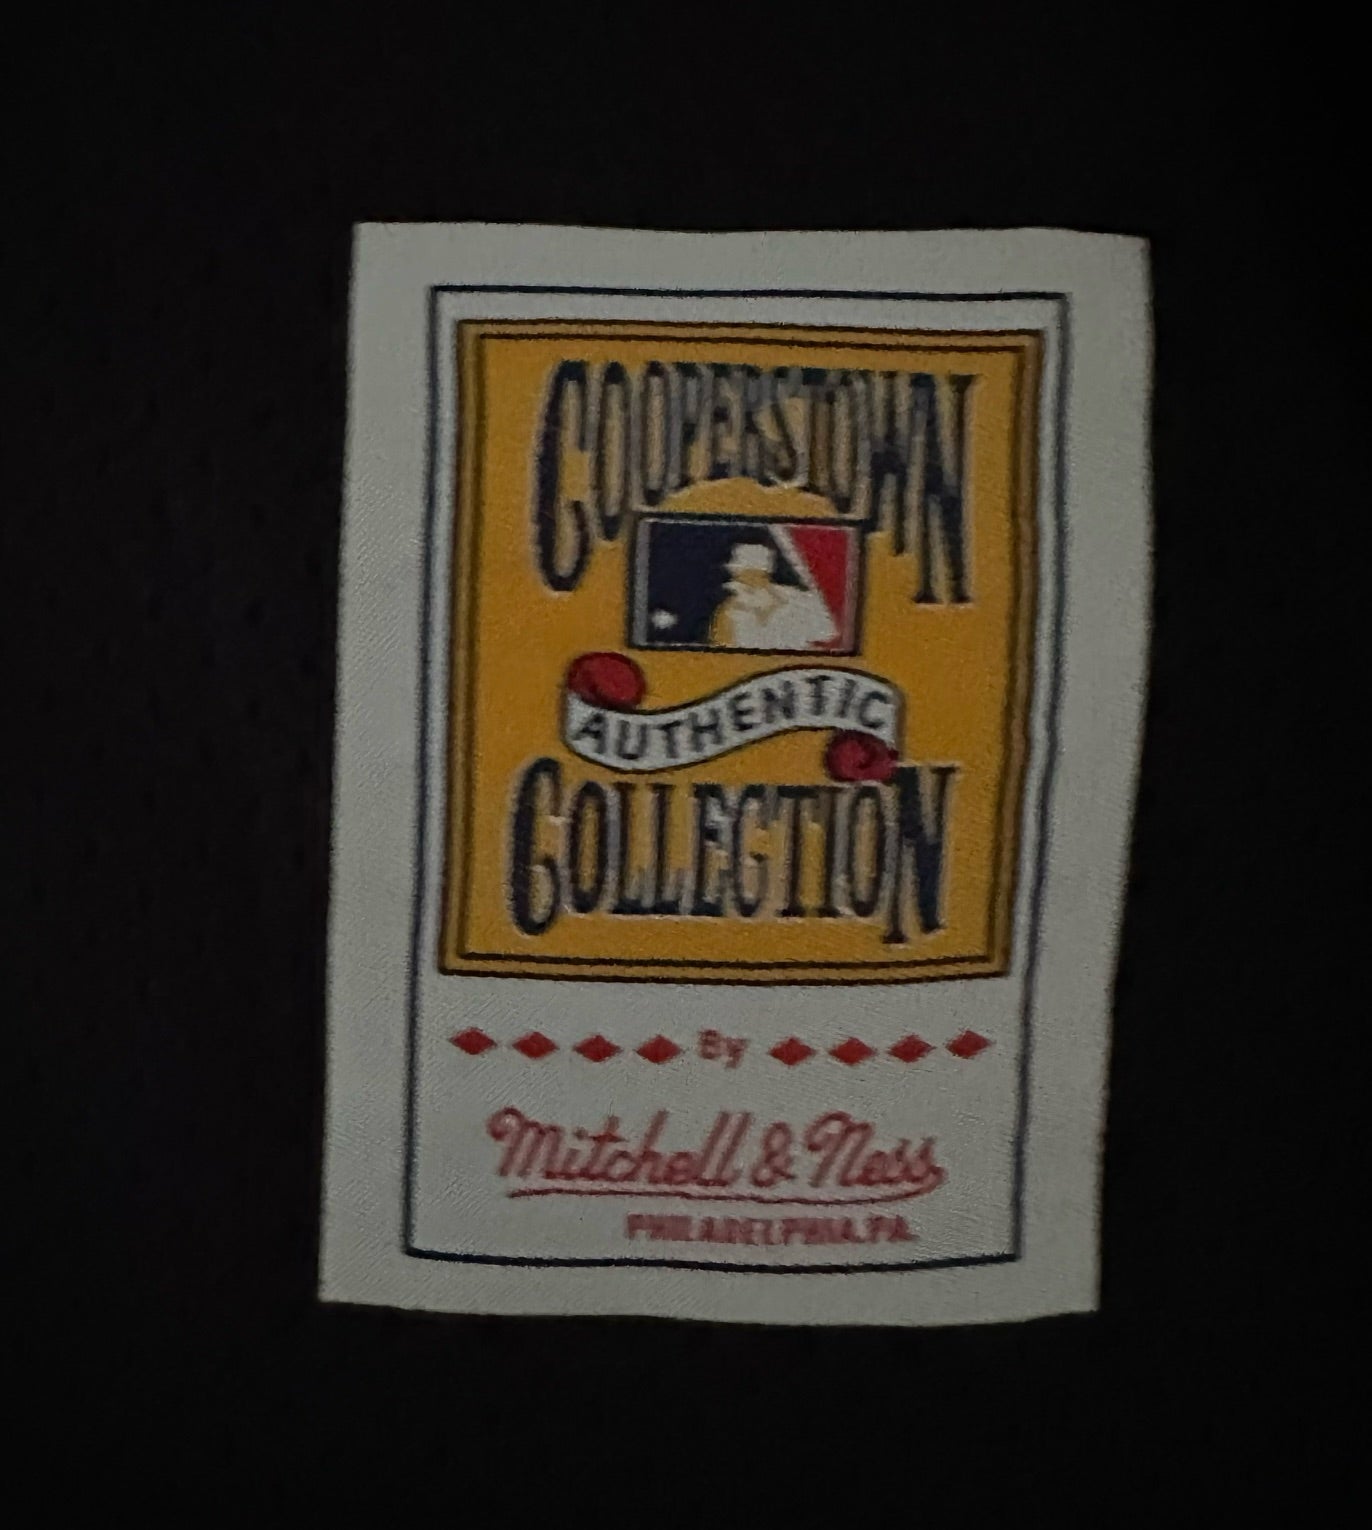 COOPERSTOWN
AUTHENTIC
COLLECTION
By
Mitchell & Ness
PHILADELPHIA, PA.